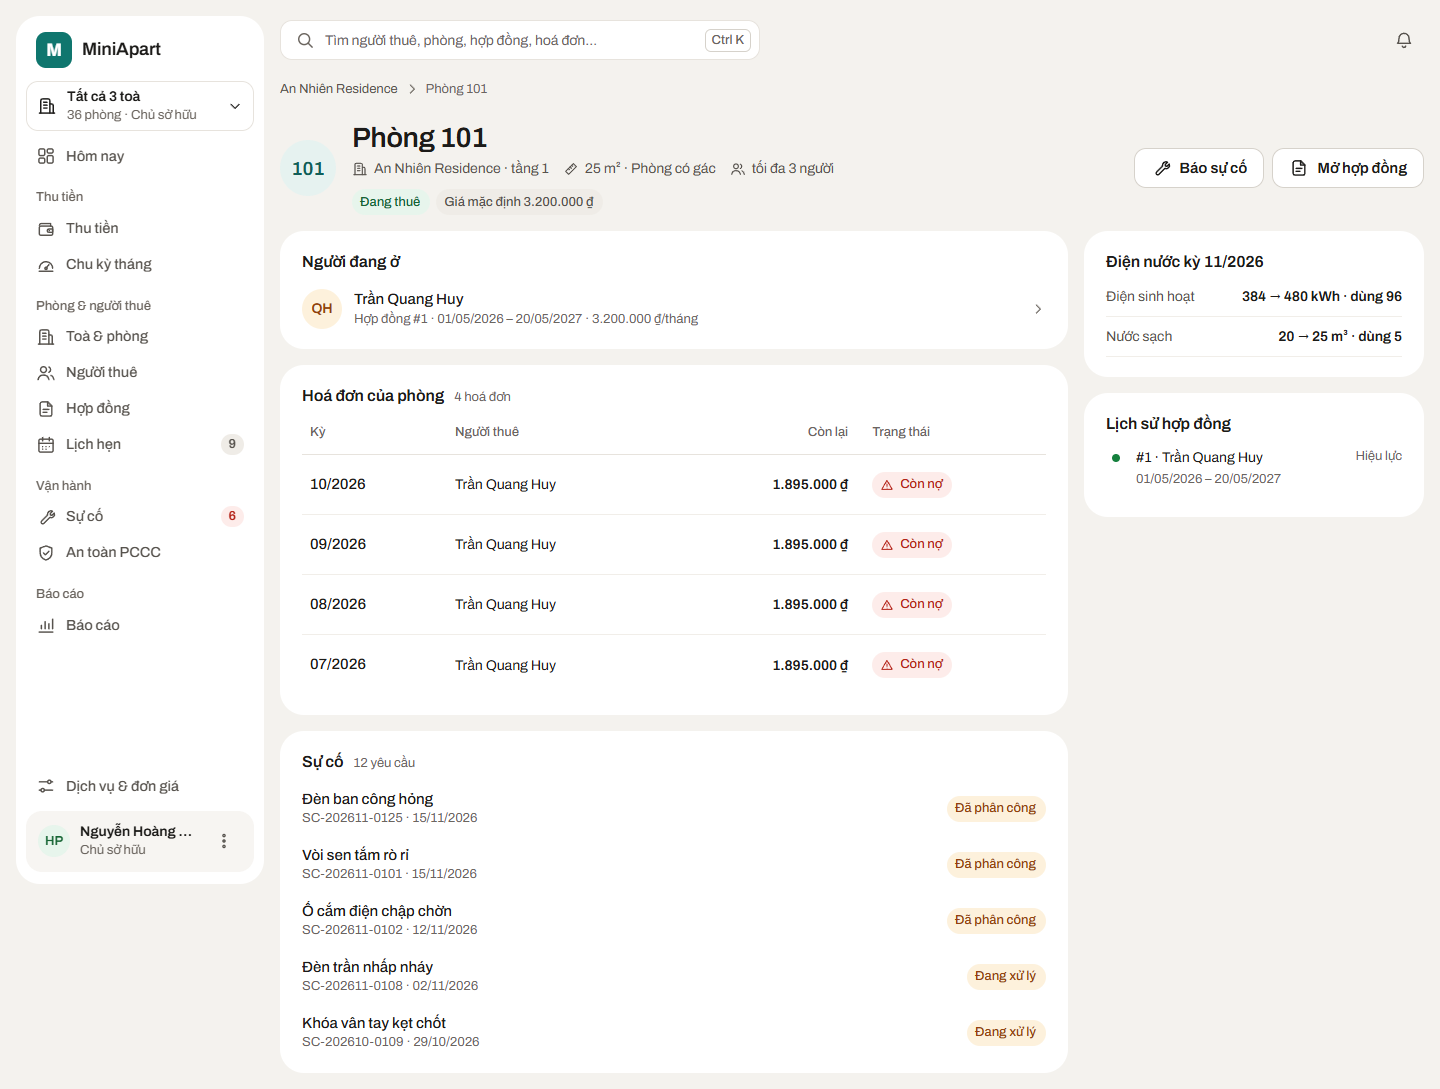 M MiniApart
Tất cả 3 toà
36 phòng · Chủ sở hữu
Hôm nay
Thu tiền
Thu tiền
Chu kỳ tháng
Phòng & người thuê
Toà & phòng
Người thuê
Hợp đồng
Lịch hẹn 9
Vận hành
Sự cố 6
An toàn PCCC
Báo cáo
Báo cáo
Dịch vụ & đơn giá
HP Nguyễn Hoàng ...
Chủ sở hữu
Tìm người thuê, phòng, hợp đồng, hoá đơn... Ctrl K
An Nhiên Residence > Phòng 101
101
Phòng 101
An Nhiên Residence · tầng 1 25 m² · Phòng có gác tối đa 3 người
Đang thuê Giá mặc định 3.200.000 ₫
Báo sự cố Mở hợp đồng
Người đang ở
QH Trần Quang Huy
Hợp đồng #1 · 01/05/2026 – 20/05/2027 · 3.200.000 ₫/tháng
Hoá đơn của phòng 4 hoá đơn
Kỳ Người thuê Còn lại Trạng thái
10/2026 Trần Quang Huy 1.895.000 ₫ Còn nợ
09/2026 Trần Quang Huy 1.895.000 ₫ Còn nợ
08/2026 Trần Quang Huy 1.895.000 ₫ Còn nợ
07/2026 Trần Quang Huy 1.895.000 ₫ Còn nợ
Sự cố 12 yêu cầu
Đèn ban công hỏng
SC-202611-0125 · 15/11/2026
Đã phân công
Vòi sen tắm rò rỉ
SC-202611-0101 · 15/11/2026
Đã phân công
Ổ cắm điện chập chờn
SC-202611-0102 · 12/11/2026
Đã phân công
Đèn trần nhấp nháy
SC-202611-0108 · 02/11/2026
Đang xử lý
Khóa vân tay kẹt chốt
SC-202610-0109 · 29/10/2026
Đang xử lý
Điện nước kỳ 11/2026
Điện sinh hoạt 384 → 480 kWh · dùng 96
Nước sạch 20 → 25 m³ · dùng 5
Lịch sử hợp đồng
#1 · Trần Quang Huy Hiệu lực
01/05/2026 – 20/05/2027